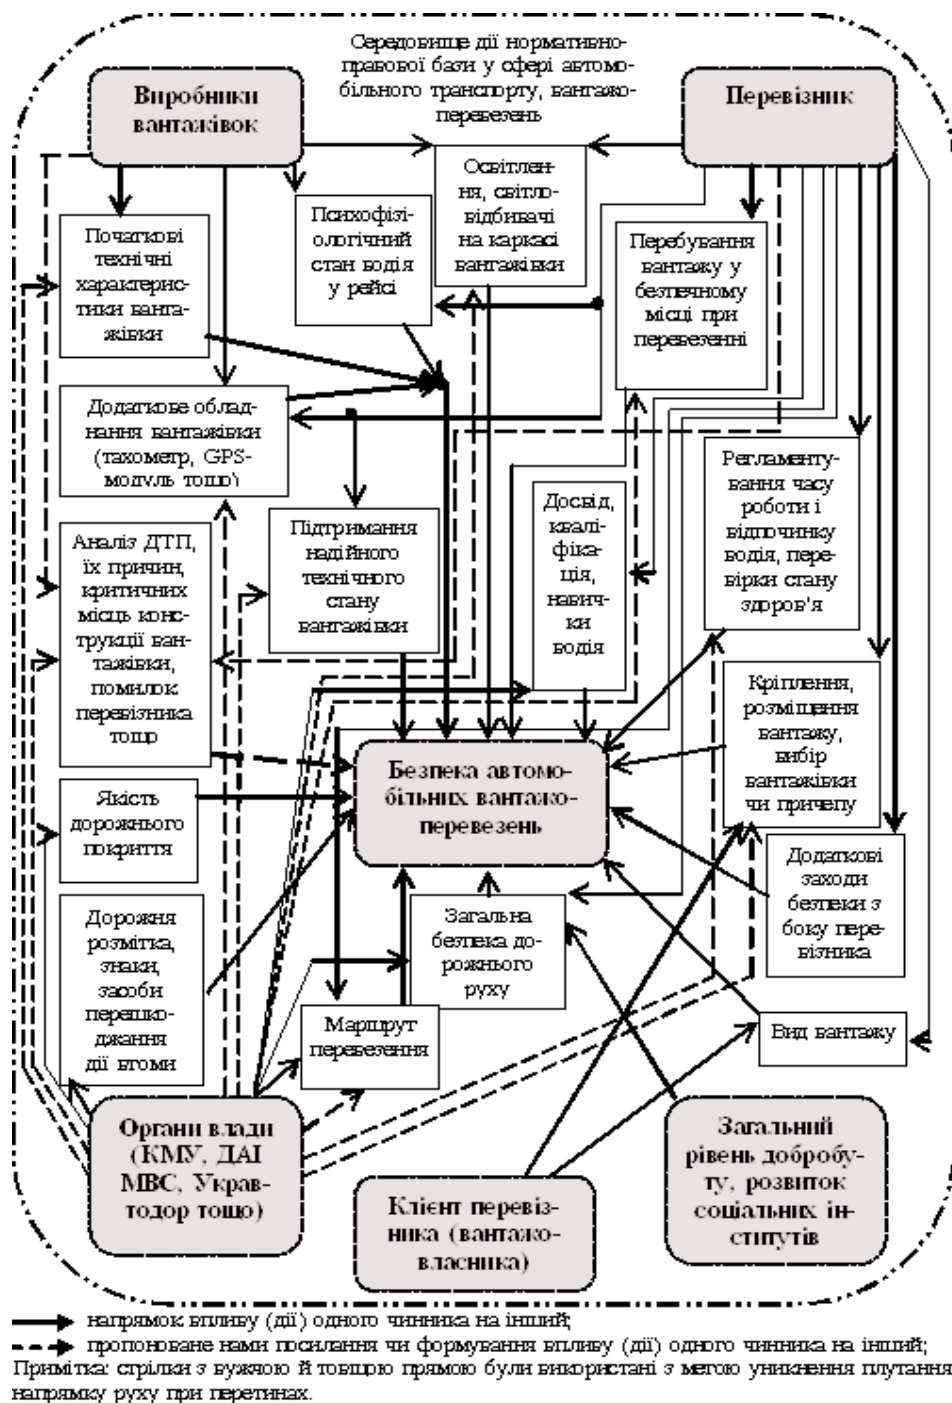 Середовище дії нормативно-
правової бази у сфері автомо-
більного транспорту, вантажо-
перевезень
Виробники
вантажівок
Перевізник
Освітлен-
ня, світло-
відбивачі
на каркасі
вантажівки
Психофізі-
ологічний
стан водія
у рейсі
Початкові
технічні
характерис-
тики ванта-
жівки
Перебування
вантажу у
безпечному
місці при
перевезенні
Додаткове облад-
нання вантажівки
(тахометр, GPS-
модуль тощо)
Регламенту-
вання часу
роботи і
відпочинку
водія, пере-
вірки стану
здоров'я
Досвід,
квалі-
фіка-
ція,
навич-
ки
водія
Підтримання
надійного
технічного
стану
вантажівки
Аналіз ДТП,
їх причин,
критичних
місць конс-
трукції ван-
тажівки,
помилок
перевізника
тощо
Кріплення,
розміщення
вантажу,
вибір
вантажівки
чи причепу
Безпека автомо-
більних вантажо-
перевезень
Якість
дорожнього
покриття
Додаткові
заходи
безпеки з
боку пере-
візника
Дорожня
розмітка,
знаки,
засоби
перешко-
джання
дії втоми
Загальна
безпека до-
рожнього
руху
Маршрут
перевезення
Вид вантажу
Органи влади
(КМУ, ДАІ
МВС, Украв-
тодор тощо)
Клієнт перевіз-
ника (вантажо-
власника)
Загальний
рівень добробу-
ту, розвиток
соціальних ін-
ститутів
напрямок впливу (дії) одного чинника на інший;
пропоноване нами посилання чи формування впливу (дії) одного чинника на інший;
Примітка: стрілки з вужчою й товщою прямою були використані з метою уникнення плутання
напрямку руху при перетинах.